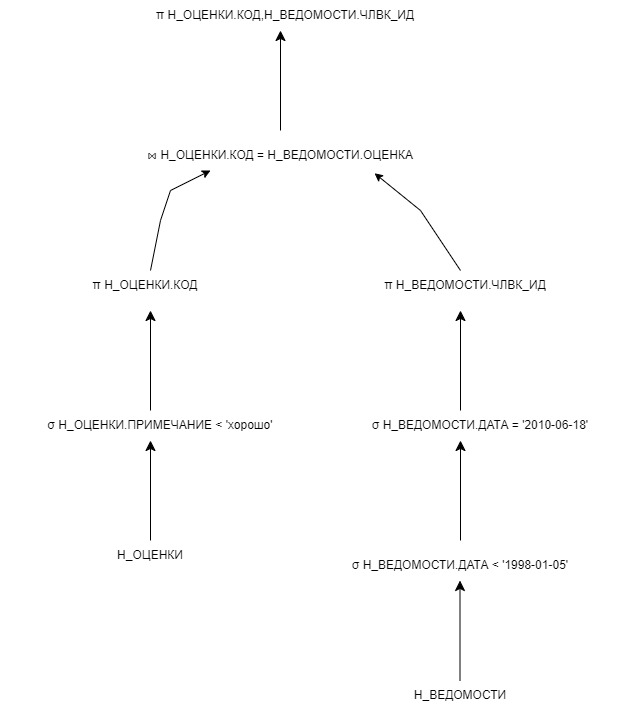 π Н_ОЦЕНКИ.КОД,Н_ВЕДОМОСТИ.ЧЛВК_ИД
⋈ Н_ОЦЕНКИ.КОД = Н_ВЕДОМОСТИ.ОЦЕНКА
π Н_ОЦЕНКИ.КОД
π Н_ВЕДОМОСТИ.ЧЛВК_ИД
σ Н_ОЦЕНКИ.ПРИМЕЧАНИЕ < 'хорошо'
σ Н_ВЕДОМОСТИ.ДАТА = '2010-06-18'
Н_ОЦЕНКИ
σ Н_ВЕДОМОСТИ.ДАТА < '1998-01-05'
Н_ВЕДОМОСТИ